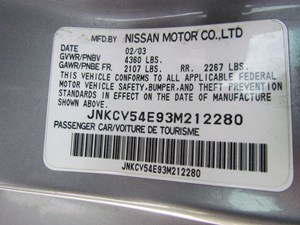 MFD.BY NISSAN MOTOR CO.,LTD
DATE 02/03
GVWR/PNBV 4360 LBS.
GAWR/PNBE FR. 2107 LBS. RR. 2267 LBS.
THIS VEHICLE CONFORMS TO ALL APPLICABLE FEDERAL
MOTOR VEHICLE SAFETY,BUMPER,AND THEFT PREVENTION
STANDARDS IN EFFECT ON THE DATE OF MANUFACTURE
SHOWN ABOVE.
JNKCV54E93M212280
PASSENGER CAR/VOITURE DE TOURISME
JNKCV54E93M212280